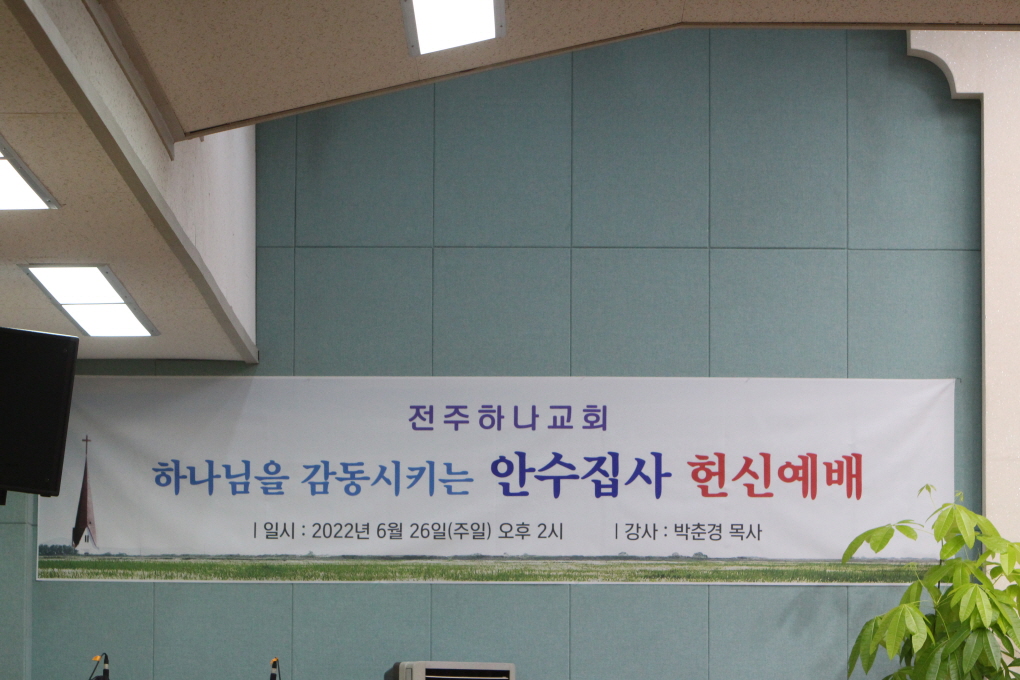 전주하나교회
하나님을 감동시키는 안수집사 헌신예배
| 일시 : 2022년 6월 26일(주일) 오후 2시 | 강사 : 박춘경 목사